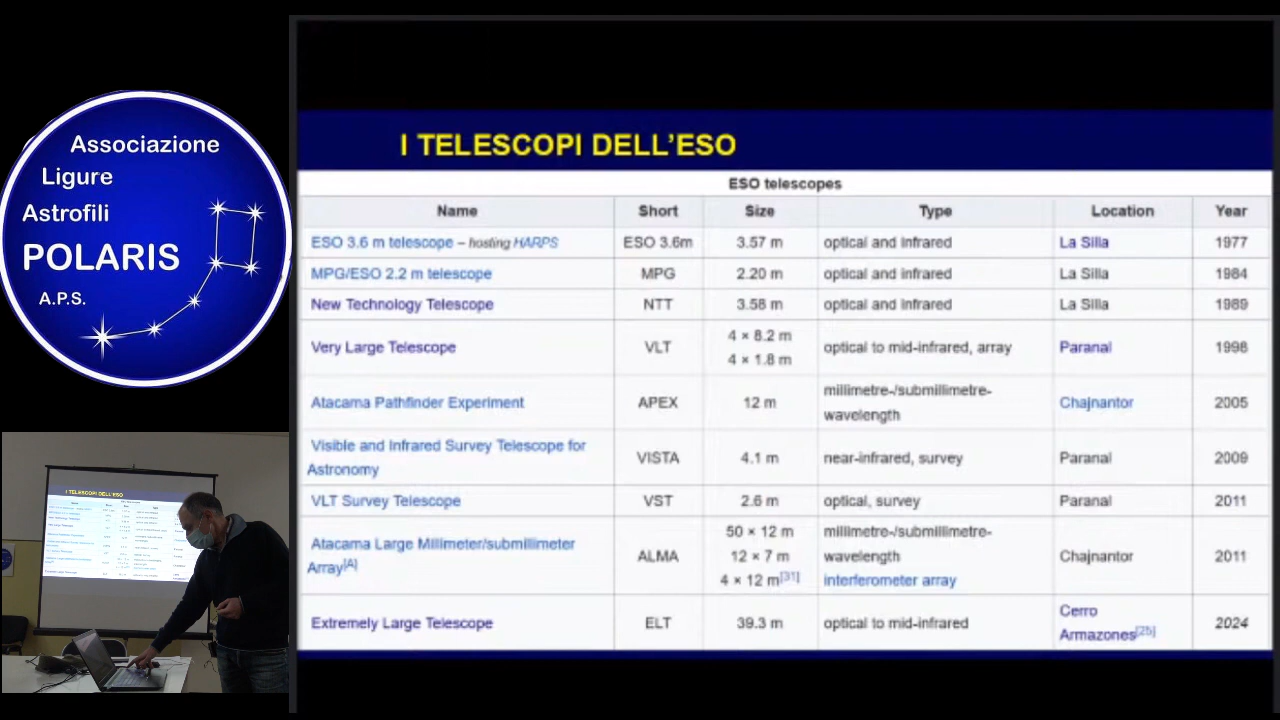 Associazione
Ligure
Astrofili
POLARIS
A.P.S.
I TELESCOPI DELL'ESO
ESO telescopes
Name Short Size Type Location Year
ESO 3.6 m telescope – hosting HARPS ESO 3.6m 3.57 m optical and infrared La Silla 1977
MPG/ESO 2.2 m telescope MPG 2.20 m optical and infrared La Silla 1984
New Technology Telescope NTT 3.58 m optical and infrared La Silla 1989
Very Large Telescope VLT 4 × 8.2 m
4 × 1.8 m optical to mid-infrared, array Paranal 1998
Atacama Pathfinder Experiment APEX 12 m millimetre-/submillimetre-
wavelength Chajnantor 2005
Visible and Infrared Survey Telescope for
Astronomy VISTA 4.1 m near-infrared, survey Paranal 2009
VLT Survey Telescope VST 2.6 m optical, survey Paranal 2011
Atacama Large Millimeter/submillimeter
Array[A] ALMA 50 × 12 m
12 × 7 m
4 × 12 m[31] millimetre-/submillimetre-
wavelength
interferometer array Chajnantor 2011
Extremely Large Telescope ELT 39.3 m optical to mid-infrared Cerro
Armazones[25] 2024
I TELESCOPI DELL'ESO